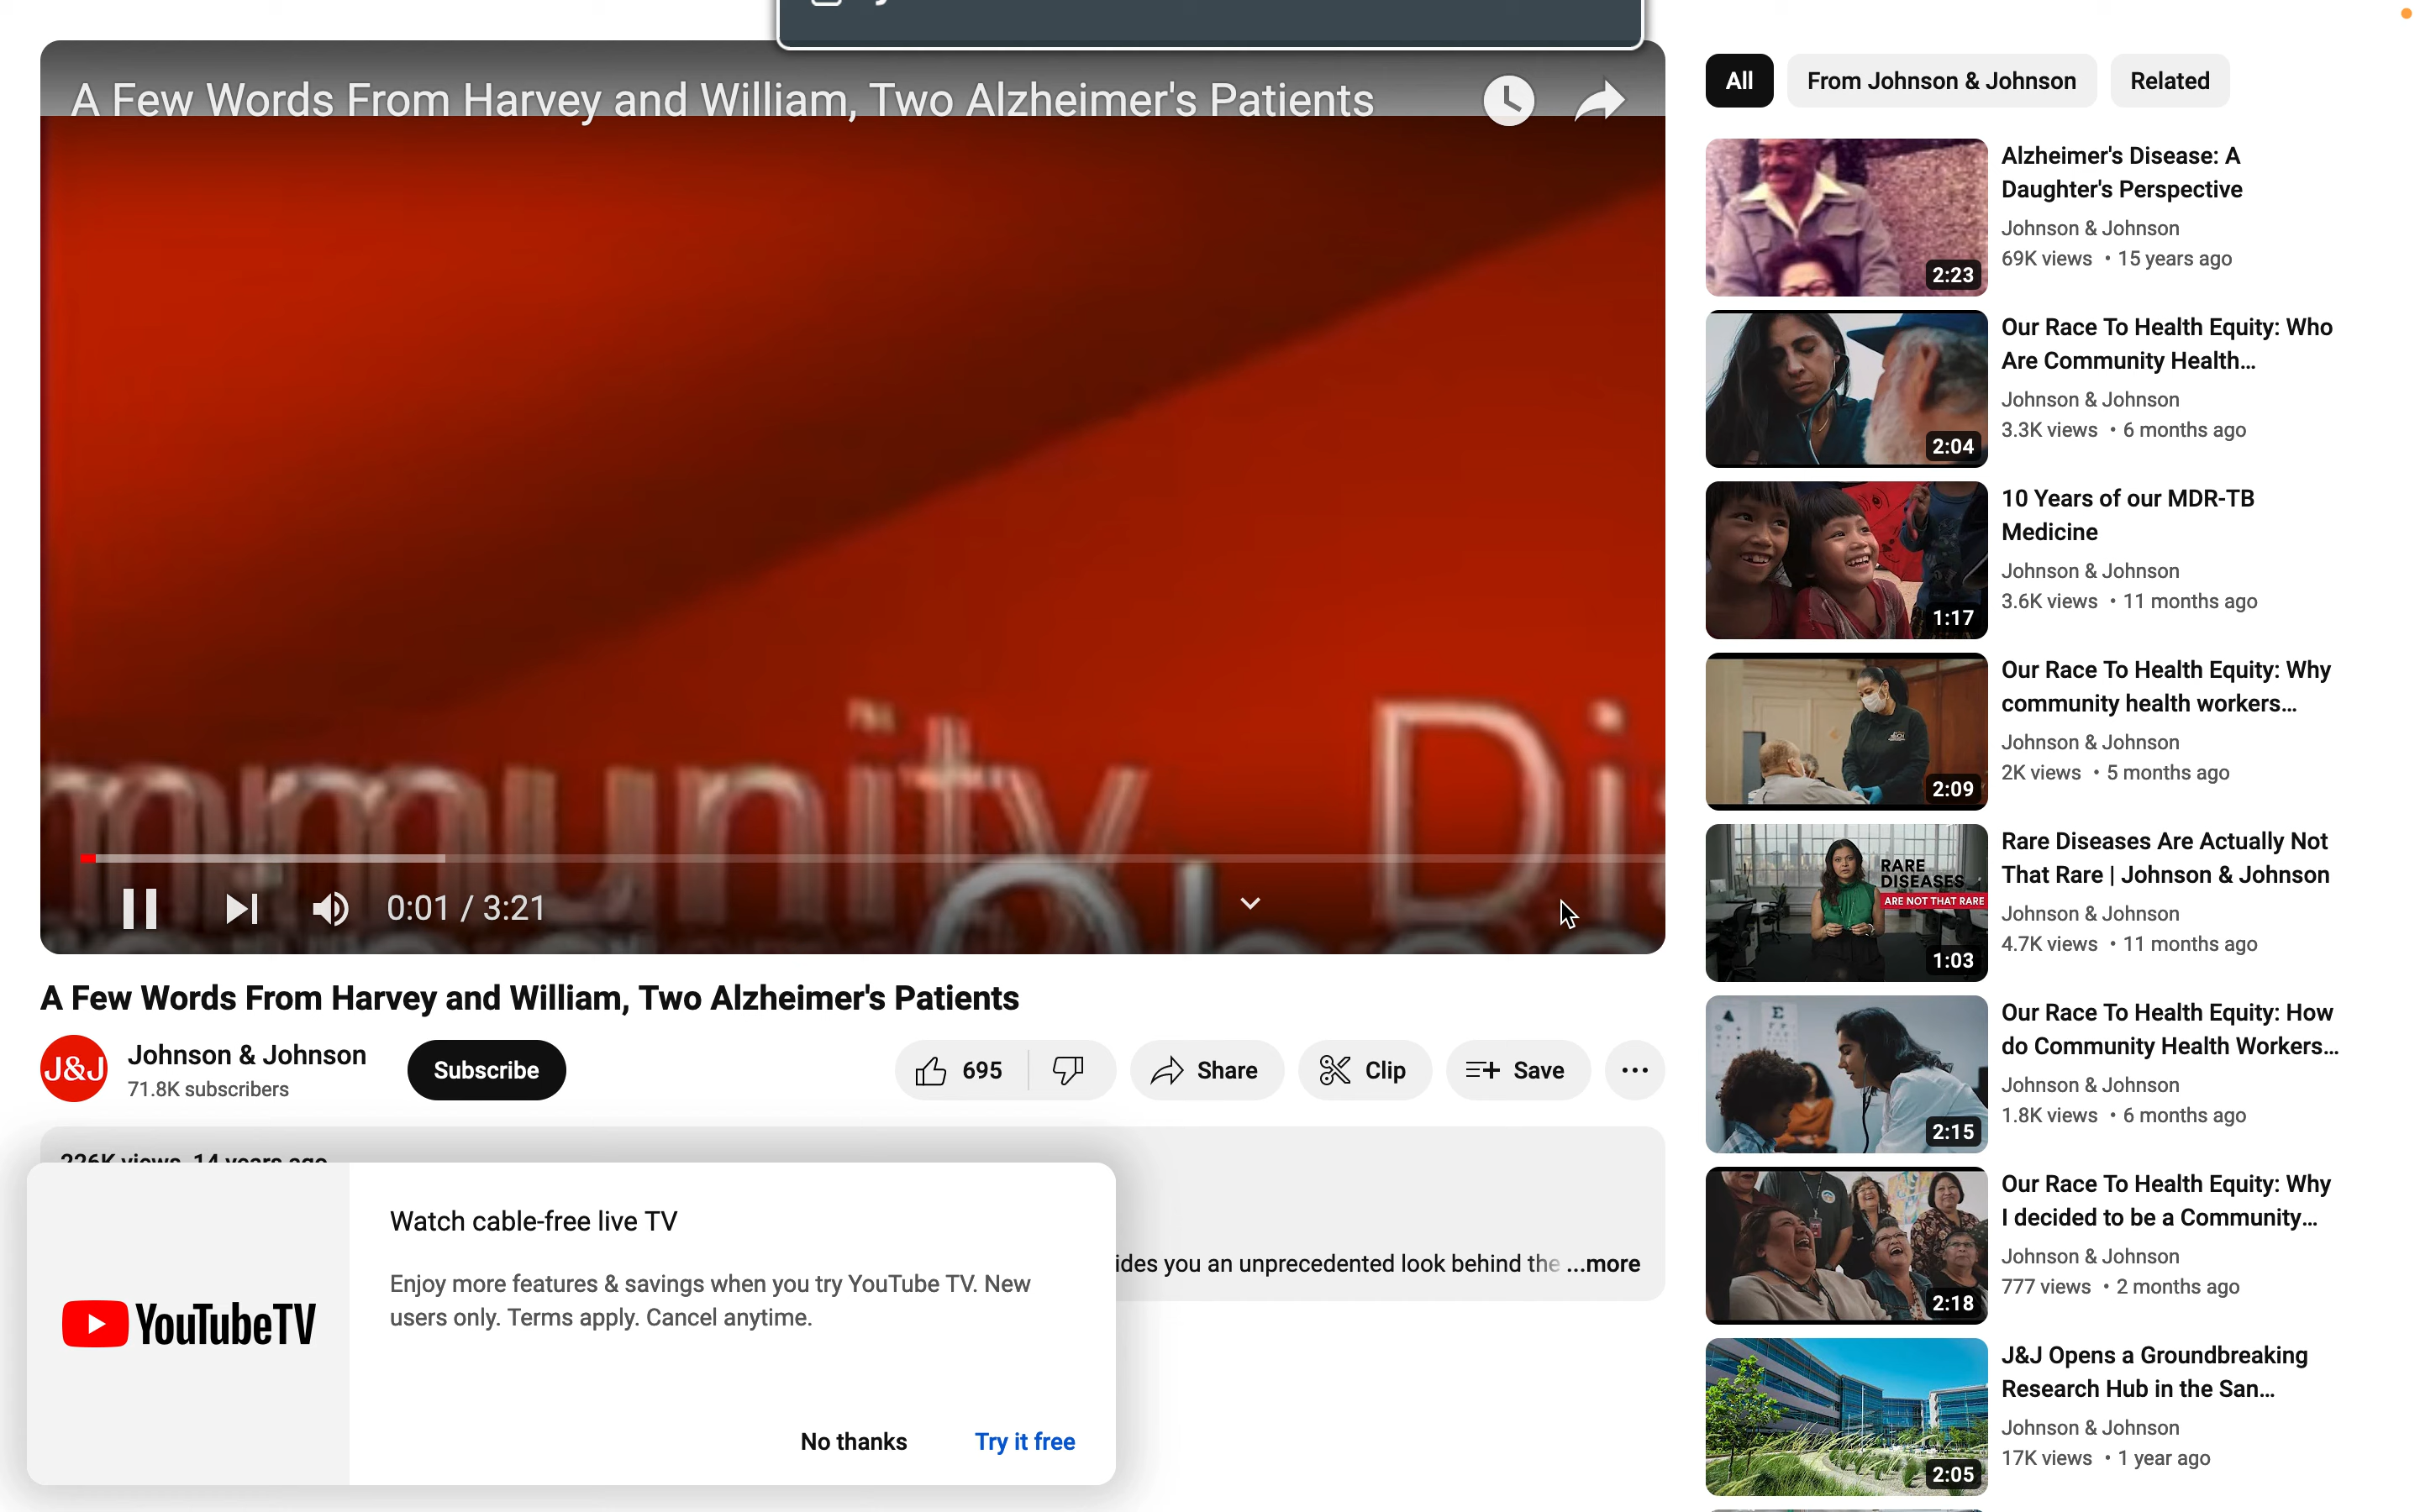 A Few Words From Harvey and William, Two Alzheimer's Patients
mmunity Di
0:01 / 3:21
A Few Words From Harvey and William, Two Alzheimer's Patients
J&J
Johnson & Johnson
71.8K subscribers
Subscribe
695
Share
Clip
Save
226K views 14 years ago
ides you an unprecedented look behind the ...more
YouTubeTV
Watch cable-free live TV
Enjoy more features & savings when you try YouTube TV. New
users only. Terms apply. Cancel anytime.
No thanks
Try it free
All
From Johnson & Johnson
Related
2:23
Alzheimer's Disease: A
Daughter's Perspective
Johnson & Johnson
69K views • 15 years ago
2:04
Our Race To Health Equity: Who
Are Community Health...
Johnson & Johnson
3.3K views • 6 months ago
1:17
10 Years of our MDR-TB
Medicine
Johnson & Johnson
3.6K views • 11 months ago
2:09
Our Race To Health Equity: Why
community health workers...
Johnson & Johnson
2K views • 5 months ago
RARE
DISEASES
ARE NOT THAT RARE
1:03
Rare Diseases Are Actually Not
That Rare | Johnson & Johnson
Johnson & Johnson
4.7K views • 11 months ago
E
2:15
Our Race To Health Equity: How
do Community Health Workers...
Johnson & Johnson
1.8K views • 6 months ago
2:18
Our Race To Health Equity: Why
I decided to be a Community...
Johnson & Johnson
777 views • 2 months ago
2:05
J&J Opens a Groundbreaking
Research Hub in the San...
Johnson & Johnson
17K views • 1 year ago